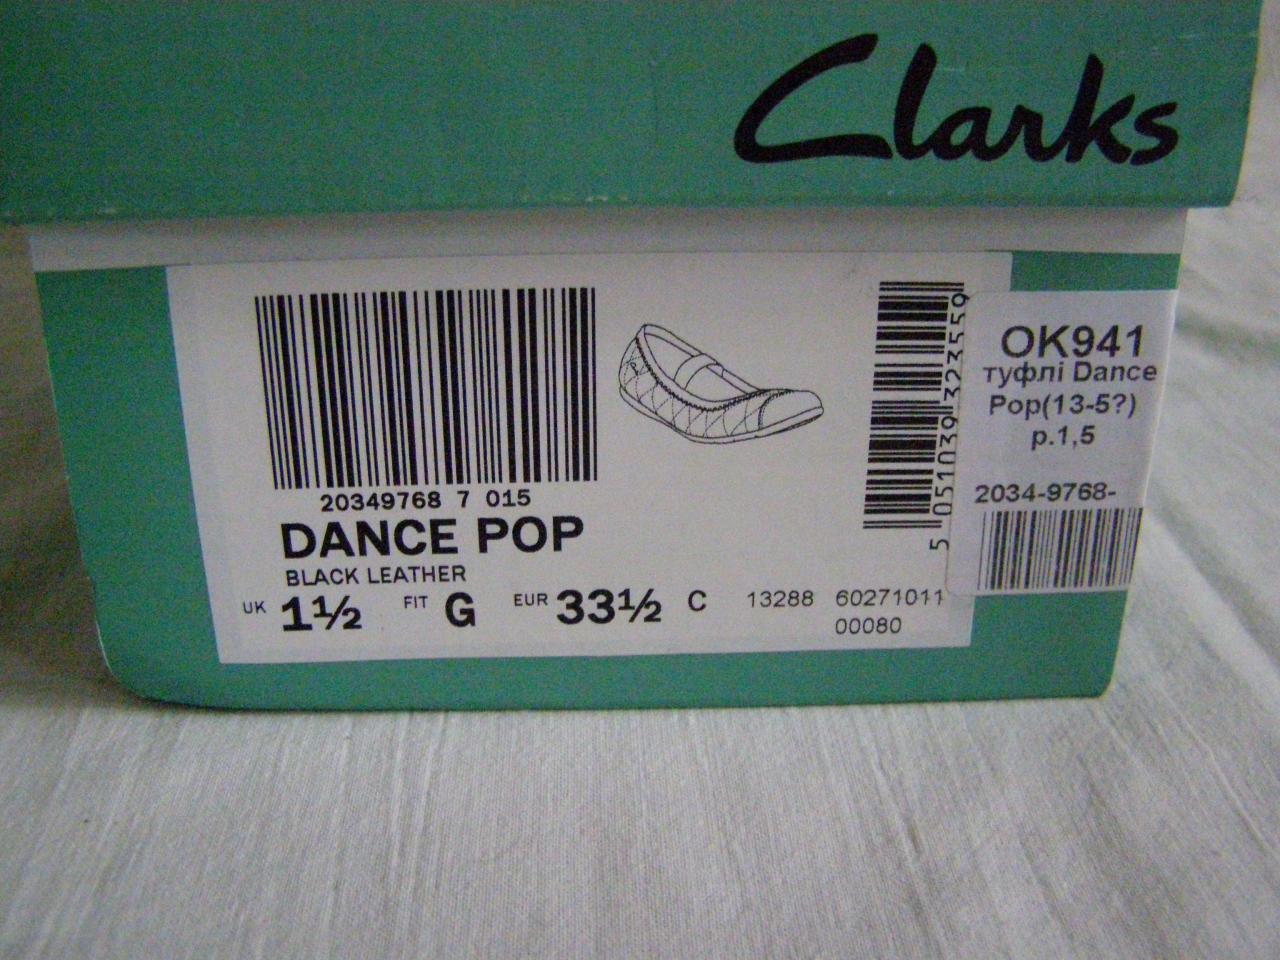 Clarks
20349768 7 015
DANCE POP
BLACK LEATHER
UK 1½ FIT G EUR 33½ C 13288 60271011
00080
5 051039 323559
OK941
туфлі Dance
Pop(13-5?)
р.1,5
2034-9768-